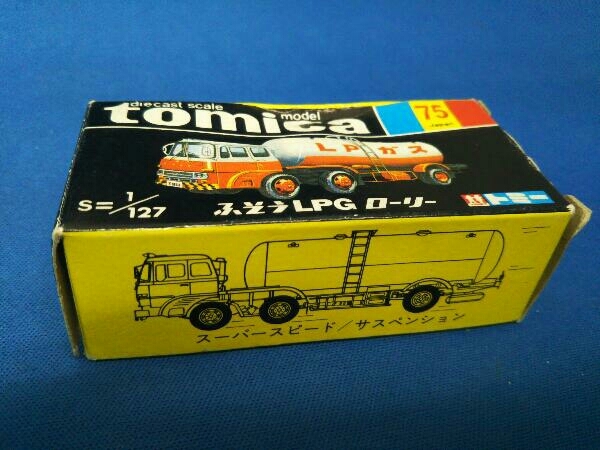 diecast scale
model
tomica
75
JAPAN
LPガス
S=1/127
ふそうLPG ローリー
トミー
スーパースピード/サスペンション